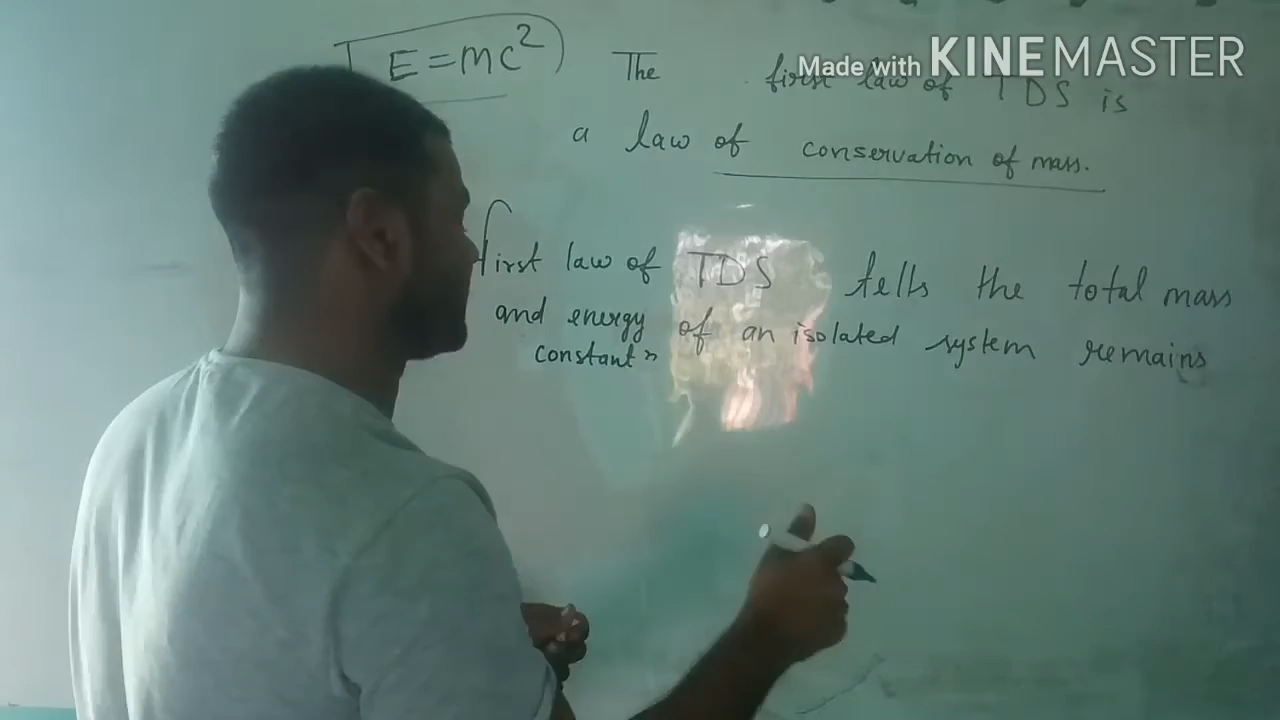 E=mc²
Made with KINEMASTER
The first law of TDS is
a law of conservation of mass.
first law of TDS tells the total mass
and energy of an isolated system remains
constant"